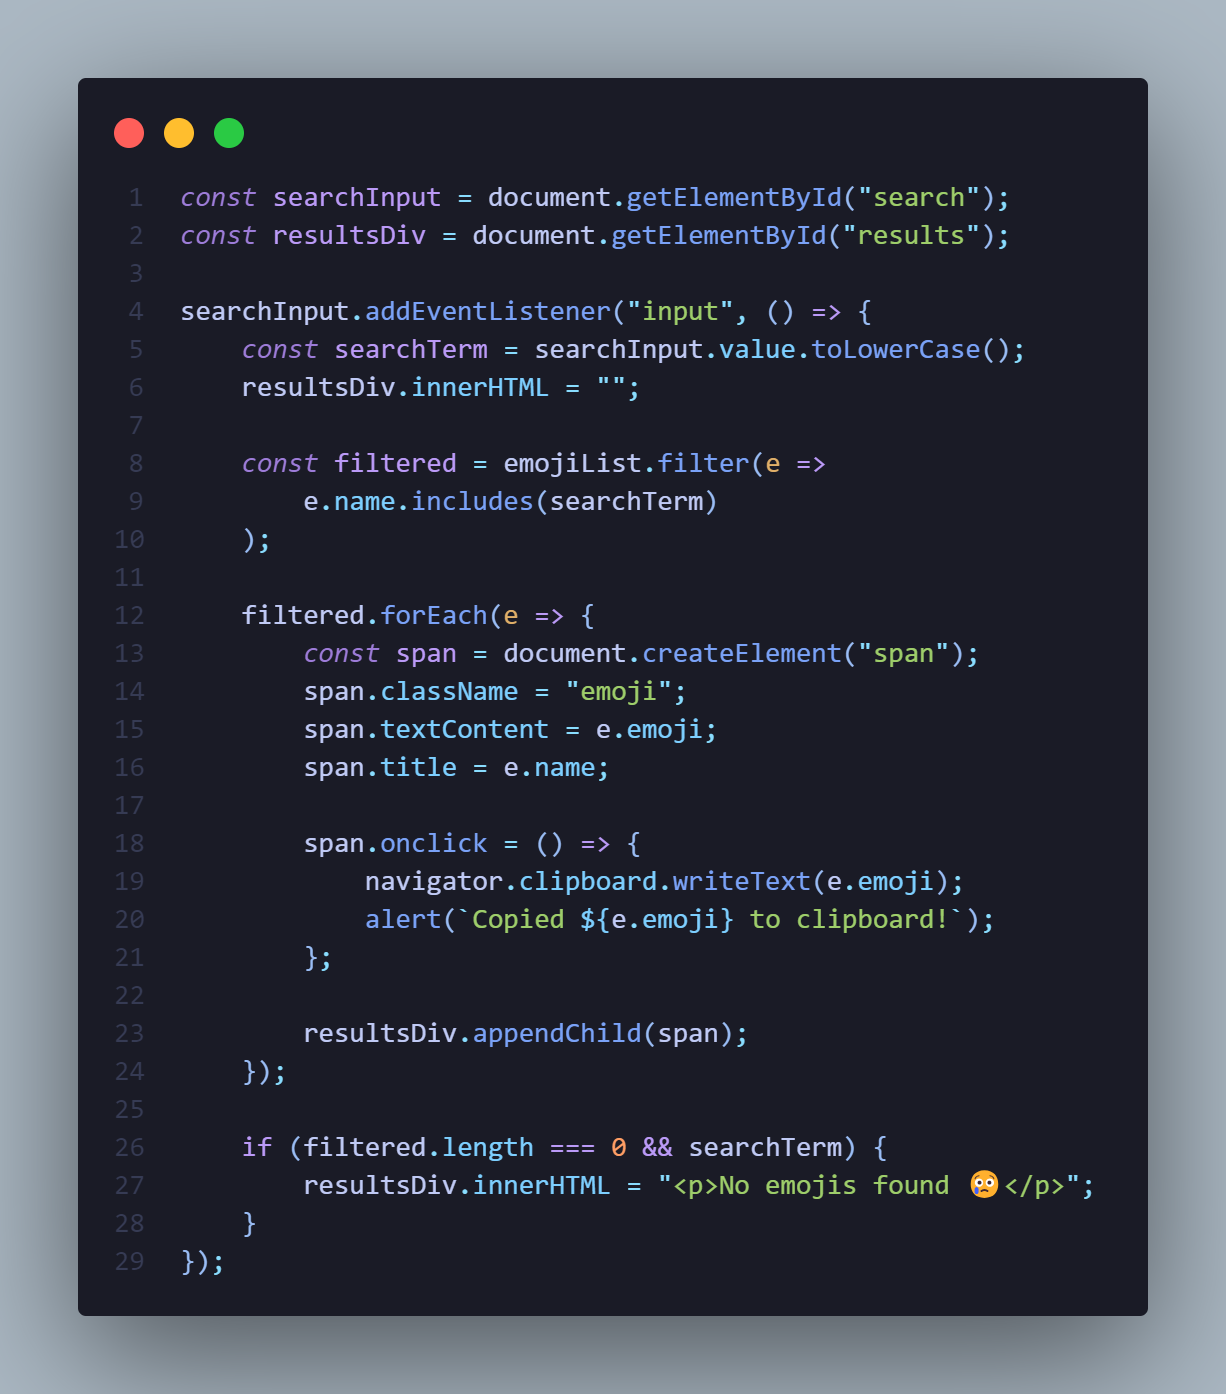 1 const searchInput = document.getElementById("search");
2 const resultsDiv = document.getElementById("results");
3
4 searchInput.addEventListener("input", () => {
5     const searchTerm = searchInput.value.toLowerCase();
6     resultsDiv.innerHTML = "";
7
8     const filtered = emojiList.filter(e =>
9         e.name.includes(searchTerm)
10     );
11
12     filtered.forEach(e => {
13         const span = document.createElement("span");
14         span.className = "emoji";
15         span.textContent = e.emoji;
16         span.title = e.name;
17
18         span.onclick = () => {
19             navigator.clipboard.writeText(e.emoji);
20             alert(`Copied ${e.emoji} to clipboard!`);
21         };
22
23         resultsDiv.appendChild(span);
24     });
25
26     if (filtered.length === 0 && searchTerm) {
27         resultsDiv.innerHTML = "<p>No emojis found 😢</p>";
28     }
29 });